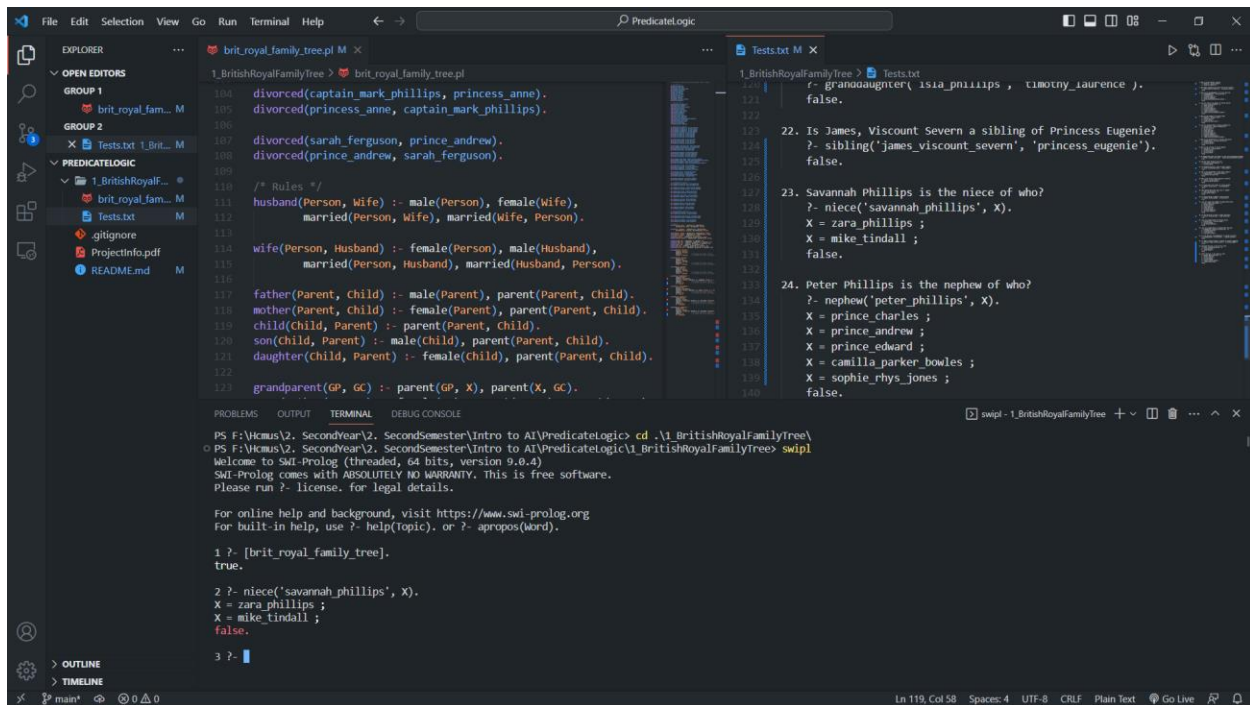 File Edit Selection View Go Run Terminal Help
PredicateLogic
EXPLORER
OPEN EDITORS
GROUP 1
brit_royal_fam... M
GROUP 2
Tests.txt 1_Brit... M
PREDICATELOGIC
1_BritishRoyalF...
brit_royal_fam... M
Tests.txt M
.gitignore
ProjectInfo.pdf
README.md M
OUTLINE
TIMELINE
brit_royal_family_tree.pl M
1_BritishRoyalFamilyTree > brit_royal_family_tree.pl
104 divorced(captain_mark_phillips, princess_anne).
105 divorced(princess_anne, captain_mark_phillips).
106
107 divorced(sarah_ferguson, prince_andrew).
108 divorced(prince_andrew, sarah_ferguson).
109
110 /* Rules */
111 husband(Person, Wife) :- male(Person), female(Wife),
112 married(Person, Wife), married(Wife, Person).
113
114 wife(Person, Husband) :- female(Person), male(Husband),
115 married(Person, Husband), married(Husband, Person).
116
117 father(Parent, Child) :- male(Parent), parent(Parent, Child).
118 mother(Parent, Child) :- female(Parent), parent(Parent, Child).
119 child(Child, Parent) :- parent(Parent, Child).
120 son(Child, Parent) :- male(Child), parent(Parent, Child).
121 daughter(Child, Parent) :- female(Child), parent(Parent, Child).
122
123 grandparent(GP, GC) :- parent(GP, X), parent(X, GC).
Tests.txt M
1_BritishRoyalFamilyTree > Tests.txt
120 ?- granddaughter('isla_phillips', 'timothy_laurence').
121 false.
122
123 22. Is James, Viscount Severn a sibling of Princess Eugenie?
124 ?- sibling('james_viscount_severn', 'princess_eugenie').
125 false.
126
127 23. Savannah Phillips is the niece of who?
128 ?- niece('savannah_phillips', X).
129 X = zara_phillips ;
130 X = mike_tindall ;
131 false.
132
133 24. Peter Phillips is the nephew of who?
134 ?- nephew('peter_phillips', X).
135 X = prince_charles ;
136 X = prince_andrew ;
137 X = prince_edward ;
138 X = camilla_parker_bowles ;
139 X = sophie_rhys_jones ;
140 false.
PROBLEMS OUTPUT TERMINAL DEBUG CONSOLE
swipl - 1_BritishRoyalFamilyTree
PS F:\Hcmus\2. SecondYear\2. SecondSemester\Intro to AI\PredicateLogic> cd .\1_BritishRoyalFamilyTree\
PS F:\Hcmus\2. SecondYear\2. SecondSemester\Intro to AI\PredicateLogic\1_BritishRoyalFamilyTree> swipl
Welcome to SWI-Prolog (threaded, 64 bits, version 9.0.4)
SWI-Prolog comes with ABSOLUTELY NO WARRANTY. This is free software.
Please run ?- license. for legal details.
For online help and background, visit https://www.swi-prolog.org
For built-in help, use ?- help(Topic). or ?- apropos(Word).
1 ?- [brit_royal_family_tree].
true.
2 ?- niece('savannah_phillips', X).
X = zara_phillips ;
X = mike_tindall ;
false.
3 ?-
main* 0 0
Ln 119, Col 58 Spaces: 4 UTF-8 CRLF Plain Text Go Live